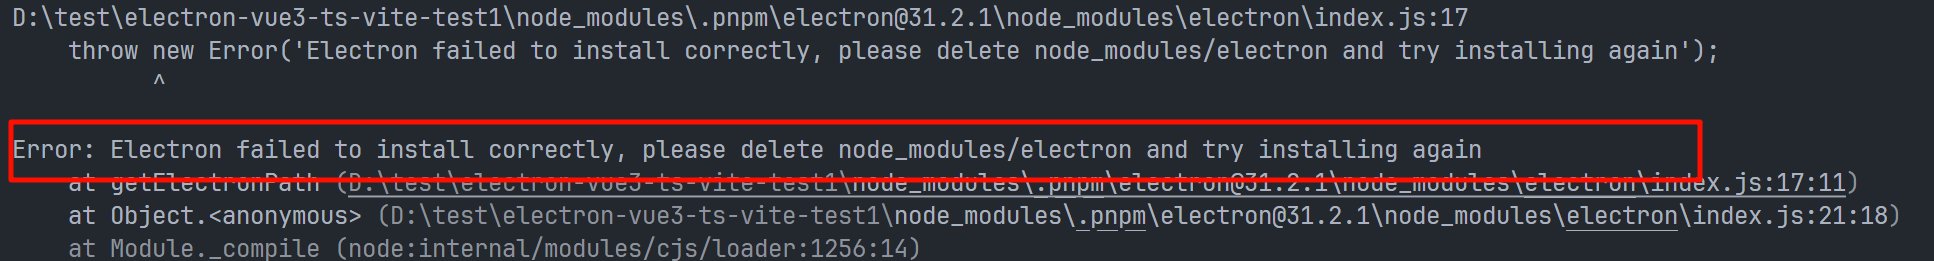 D:\test\electron-vue3-ts-vite-test1\node_modules\.pnpm\electron@31.2.1\node_modules\electron\index.js:17
    throw new Error('Electron failed to install correctly, please delete node_modules/electron and try installing again');
          ^
Error: Electron failed to install correctly, please delete node_modules/electron and try installing again
    at getElectronPath (D:\test\electron-vue3-ts-vite-test1\node_modules\.pnpm\electron@31.2.1\node_modules\electron\index.js:17:11)
    at Object.<anonymous> (D:\test\electron-vue3-ts-vite-test1\node_modules\.pnpm\electron@31.2.1\node_modules\electron\index.js:21:18)
    at Module._compile (node:internal/modules/cjs/loader:1256:14)